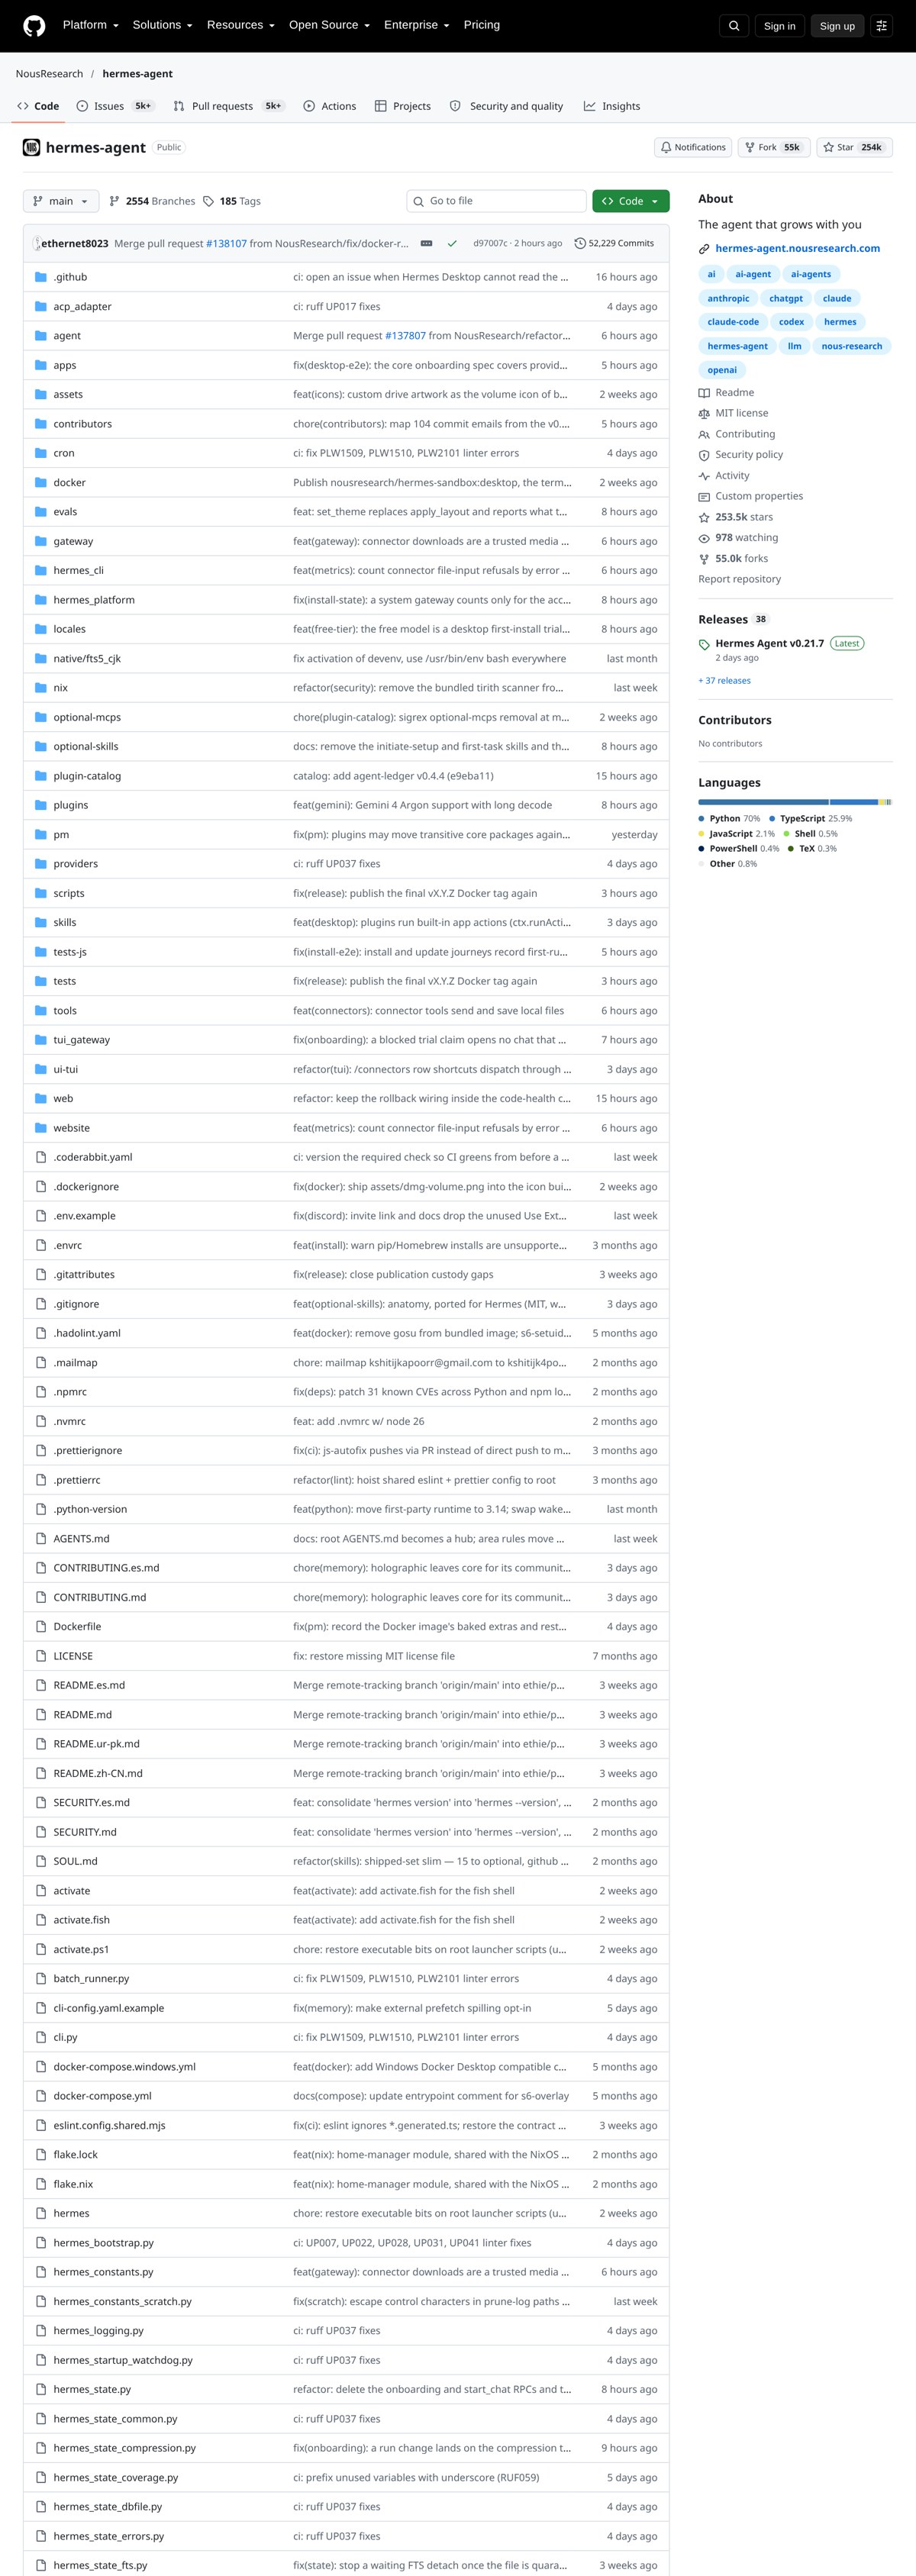 Platform Solutions Resources Open Source Enterprise Pricing Sign in Sign up
NousResearch / hermes-agent
Code Issues 5k+ Pull requests 5k+ Actions Projects Security and quality Insights
hermes-agent Public Notifications Fork 55k Star 254k
main 2554 Branches 185 Tags Go to file Code
ethernet8023 Merge pull request #138107 from NousResearch/fix/docker-r... d97007c · 2 hours ago 52,229 Commits
.github ci: open an issue when Hermes Desktop cannot read the ... 16 hours ago
acp_adapter ci: ruff UP017 fixes 4 days ago
agent Merge pull request #137807 from NousResearch/refactor... 6 hours ago
apps fix(desktop-e2e): the core onboarding spec covers provid... 5 hours ago
assets feat(icons): custom drive artwork as the volume icon of b... 2 weeks ago
contributors chore(contributors): map 104 commit emails from the v0.... 5 hours ago
cron ci: fix PLW1509, PLW1510, PLW2101 linter errors 4 days ago
docker Publish nousresearch/hermes-sandbox:desktop, the term... 2 weeks ago
evals feat: set_theme replaces apply_layout and reports what t... 8 hours ago
gateway feat(gateway): connector downloads are a trusted media ... 6 hours ago
hermes_cli feat(metrics): count connector file-input refusals by error ... 6 hours ago
hermes_platform fix(install-state): a system gateway counts only for the acc... 8 hours ago
locales feat(free-tier): the free model is a desktop first-install trial... 8 hours ago
native/fts5_cjk fix activation of devenv, use /usr/bin/env bash everywhere last month
nix refactor(security): remove the bundled tirith scanner fro... last week
optional-mcps chore(plugin-catalog): sigrex optional-mcps removal at m... 2 weeks ago
optional-skills docs: remove the initiate-setup and first-task skills and th... 8 hours ago
plugin-catalog catalog: add agent-ledger v0.4.4 (e9eba11) 15 hours ago
plugins feat(gemini): Gemini 4 Argon support with long decode 8 hours ago
pm fix(pm): plugins may move transitive core packages again... yesterday
providers ci: ruff UP037 fixes 4 days ago
scripts fix(release): publish the final vX.Y.Z Docker tag again 3 hours ago
skills feat(desktop): plugins run built-in app actions (ctx.runActi... 3 days ago
tests-js fix(install-e2e): install and update journeys record first-ru... 5 hours ago
tests fix(release): publish the final vX.Y.Z Docker tag again 3 hours ago
tools feat(connectors): connector tools send and save local files 6 hours ago
tui_gateway fix(onboarding): a blocked trial claim opens no chat that ... 7 hours ago
ui-tui refactor(tui): /connectors row shortcuts dispatch through ... 3 days ago
web refactor: keep the rollback wiring inside the code-health c... 15 hours ago
website feat(metrics): count connector file-input refusals by error ... 6 hours ago
.coderabbit.yaml ci: version the required check so CI greens from before a ... last week
.dockerignore fix(docker): ship assets/dmg-volume.png into the icon bui... 2 weeks ago
.env.example fix(discord): invite link and docs drop the unused Use Ext... last week
.envrc feat(install): warn pip/Homebrew installs are unsupporte... 3 months ago
.gitattributes fix(release): close publication custody gaps 3 weeks ago
.gitignore feat(optional-skills): anatomy, ported for Hermes (MIT, w... 3 days ago
.hadolint.yaml feat(docker): remove gosu from bundled image; s6-setuid... 5 months ago
.mailmap chore: mailmap kshitijkapoorr@gmail.com to kshitijk4po... 2 months ago
.npmrc fix(deps): patch 31 known CVEs across Python and npm lo... 2 months ago
.nvmrc feat: add .nvmrc w/ node 26 2 months ago
.prettierignore fix(ci): js-autofix pushes via PR instead of direct push to m... 3 months ago
.prettierrc refactor(lint): hoist shared eslint + prettier config to root 3 months ago
.python-version feat(python): move first-party runtime to 3.14; swap wake... last month
AGENTS.md docs: root AGENTS.md becomes a hub; area rules move ... last week
CONTRIBUTING.es.md chore(memory): holographic leaves core for its communit... 3 days ago
CONTRIBUTING.md chore(memory): holographic leaves core for its communit... 3 days ago
Dockerfile fix(pm): record the Docker image's baked extras and rest... 4 days ago
LICENSE fix: restore missing MIT license file 7 months ago
README.es.md Merge remote-tracking branch 'origin/main' into ethie/p... 3 weeks ago
README.md Merge remote-tracking branch 'origin/main' into ethie/p... 3 weeks ago
README.ur-pk.md Merge remote-tracking branch 'origin/main' into ethie/p... 3 weeks ago
README.zh-CN.md Merge remote-tracking branch 'origin/main' into ethie/p... 3 weeks ago
SECURITY.es.md feat: consolidate 'hermes version' into 'hermes --version', ... 2 months ago
SECURITY.md feat: consolidate 'hermes version' into 'hermes --version', ... 2 months ago
SOUL.md refactor(skills): shipped-set slim — 15 to optional, github ... 2 months ago
activate feat(activate): add activate.fish for the fish shell 2 weeks ago
activate.fish feat(activate): add activate.fish for the fish shell 2 weeks ago
activate.ps1 chore: restore executable bits on root launcher scripts (u... 2 weeks ago
batch_runner.py ci: fix PLW1509, PLW1510, PLW2101 linter errors 4 days ago
cli-config.yaml.example fix(memory): make external prefetch spilling opt-in 5 days ago
cli.py ci: fix PLW1509, PLW1510, PLW2101 linter errors 4 days ago
docker-compose.windows.yml feat(docker): add Windows Docker Desktop compatible c... 5 months ago
docker-compose.yml docs(compose): update entrypoint comment for s6-overlay 5 months ago
eslint.config.shared.mjs fix(ci): eslint ignores *.generated.ts; restore the contract ... 3 weeks ago
flake.lock feat(nix): home-manager module, shared with the NixOS ... 2 months ago
flake.nix feat(nix): home-manager module, shared with the NixOS ... 2 months ago
hermes chore: restore executable bits on root launcher scripts (u... 2 weeks ago
hermes_bootstrap.py ci: UP007, UP022, UP028, UP031, UP041 linter fixes 4 days ago
hermes_constants.py feat(gateway): connector downloads are a trusted media ... 6 hours ago
hermes_constants_scratch.py fix(scratch): escape control characters in prune-log paths ... last week
hermes_logging.py ci: ruff UP037 fixes 4 days ago
hermes_startup_watchdog.py ci: ruff UP037 fixes 4 days ago
hermes_state.py refactor: delete the onboarding and start_chat RPCs and t... 8 hours ago
hermes_state_common.py ci: ruff UP037 fixes 4 days ago
hermes_state_compression.py fix(onboarding): a run change lands on the compression t... 9 hours ago
hermes_state_coverage.py ci: prefix unused variables with underscore (RUF059) 5 days ago
hermes_state_dbfile.py ci: ruff UP037 fixes 4 days ago
hermes_state_errors.py ci: ruff UP037 fixes 4 days ago
hermes_state_fts.py fix(state): stop a waiting FTS detach once the file is quara... 3 weeks ago
About
The agent that grows with you
hermes-agent.nousresearch.com
ai ai-agent ai-agents
anthropic chatgpt claude
claude-code codex hermes
hermes-agent llm nous-research
openai
Readme
MIT license
Contributing
Security policy
Activity
Custom properties
253.5k stars
978 watching
55.0k forks
Report repository
Releases 38
Hermes Agent v0.21.7 Latest
2 days ago
+ 37 releases
Contributors
No contributors
Languages
Python 70% TypeScript 25.9%
JavaScript 2.1% Shell 0.5%
PowerShell 0.4% TeX 0.3%
Other 0.8%